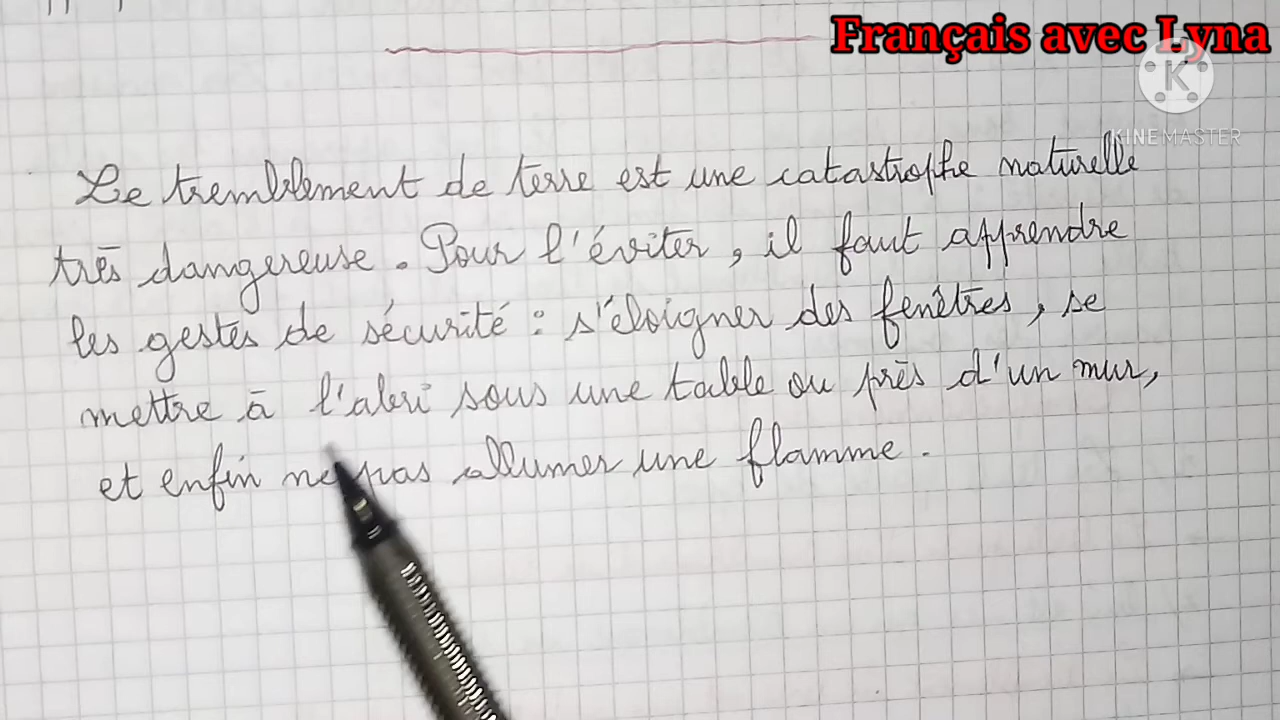 Français avec Lyna
K
KINEMASTER
Le tremblement de terre est une catastrophe naturelle
très dangereuse. Pour l'éviter, il faut apprendre
les gestes de sécurité : s'éloigner des fenêtres, se
mettre à l'abri sous une table ou près d'un mur,
et enfin ne pas allumer une flamme.